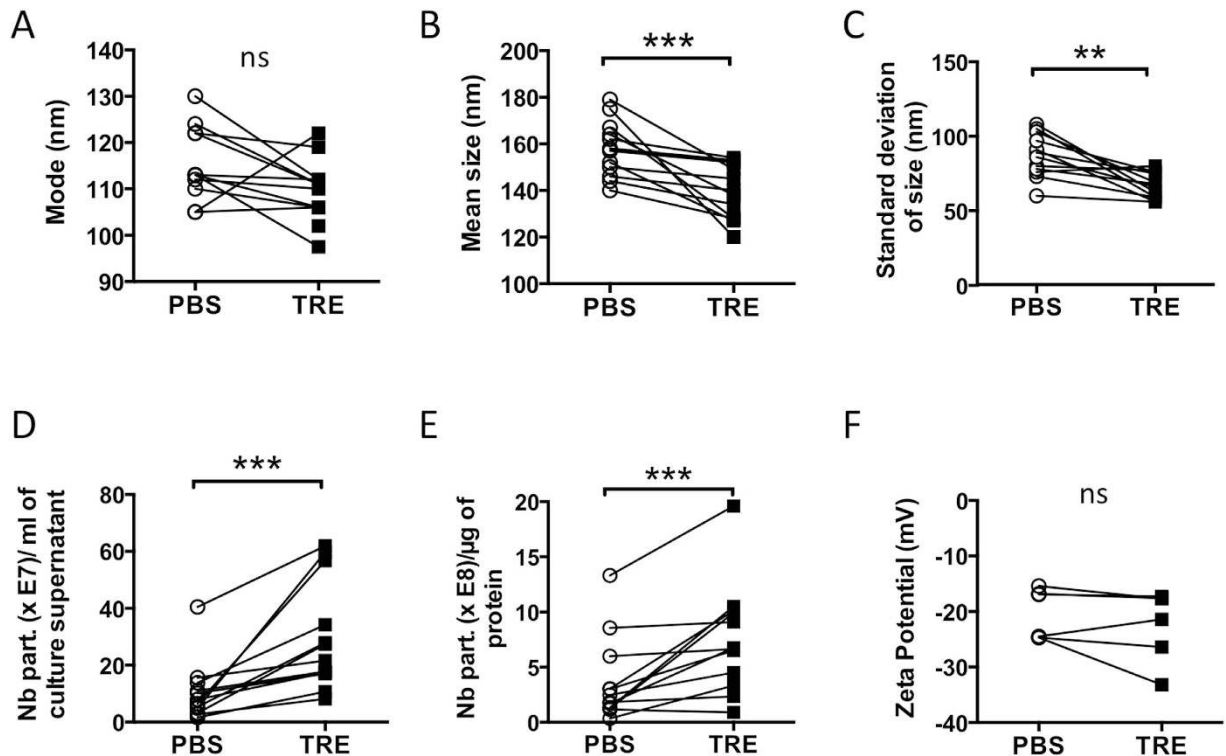 A
ns
Mode (nm)
140
130
120
110
100
90
PBS TRE
B
***
Mean size (nm)
200
180
160
140
120
100
PBS TRE
C
**
Standard deviation
of size (nm)
150
100
50
0
PBS TRE
D
***
Nb part. (x E7)/ ml of
culture supernatant
80
60
40
20
0
PBS TRE
E
***
Nb part. (x E8)/µg of
protein
20
15
10
5
0
PBS TRE
F
ns
Zeta Potential (mV)
-0
-10
-20
-30
-40
PBS TRE